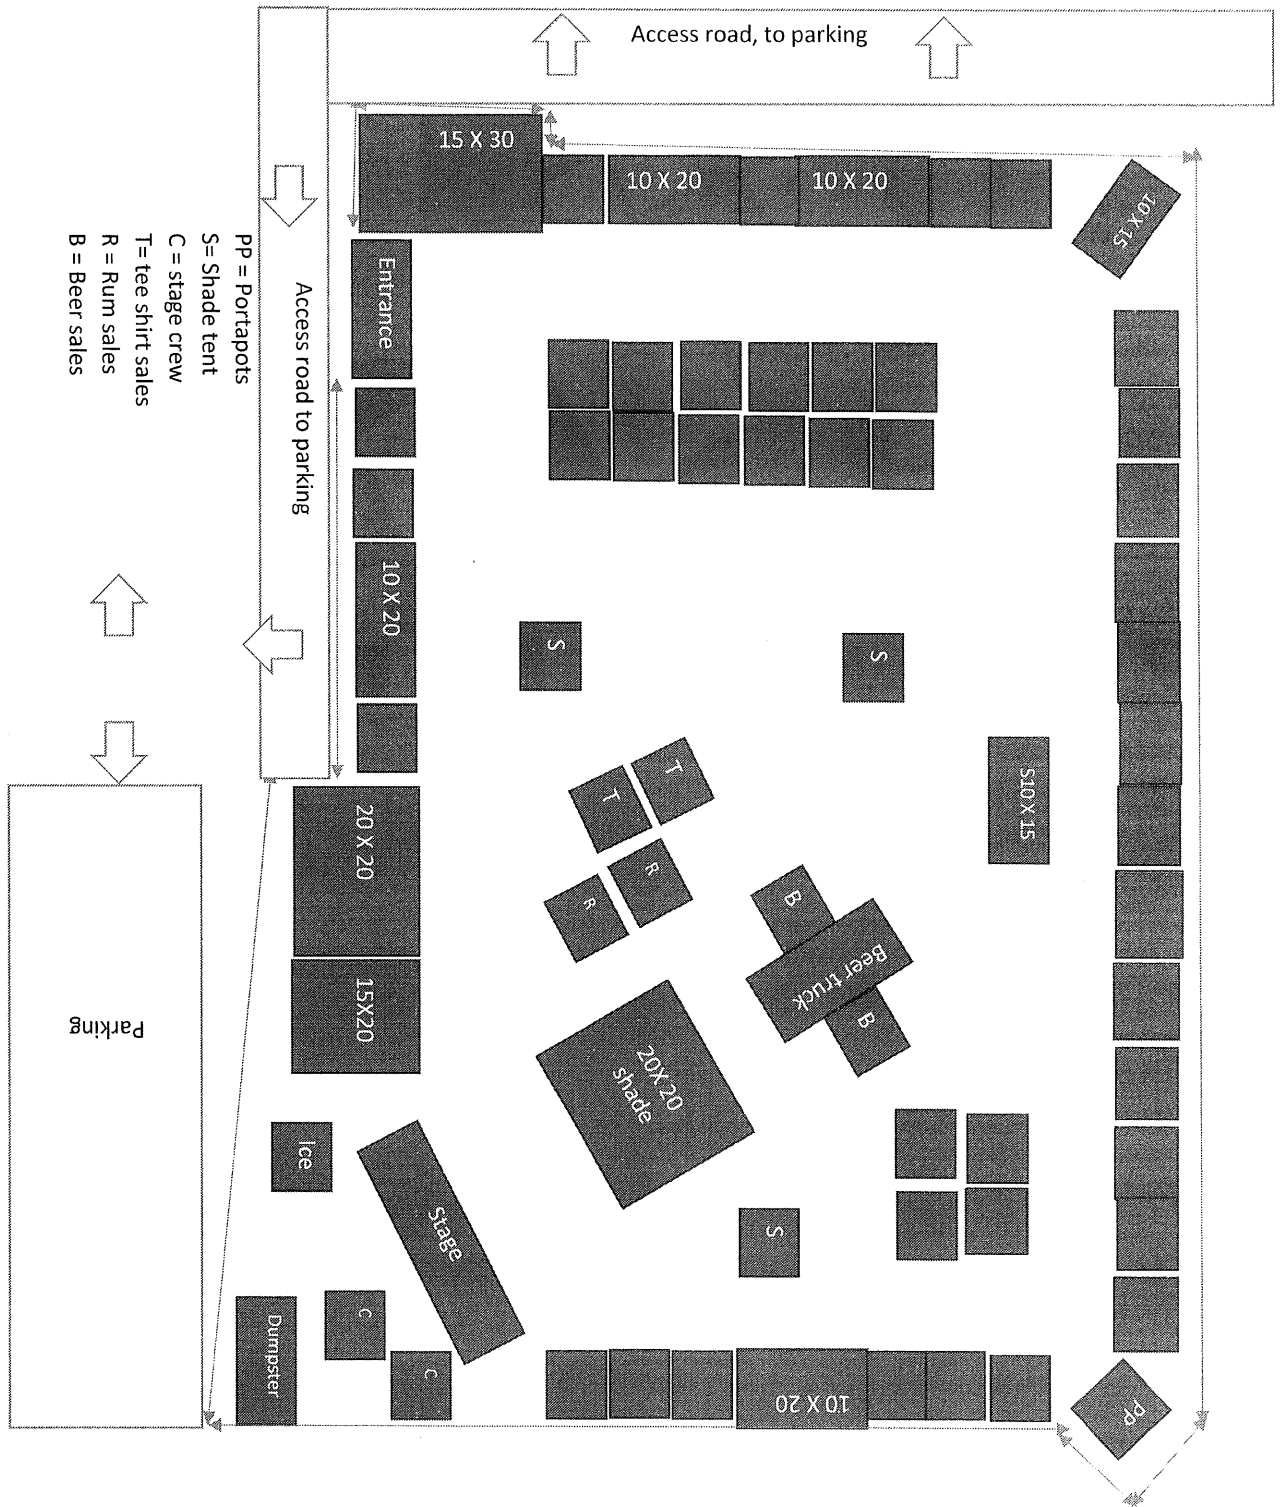 Access road, to parking
15 X 30
10 X 20
10 X 20
10 X 15
Entrance
Access road to parking
PP = Portapots
S= Shade tent
C = stage crew
T= tee shirt sales
R = Rum sales
B = Beer sales
10 X 20
S
S
S10 X 15
T
T
R
R
B
Beer truck
B
20 X 20
15X20
20X 20
shade
Parking
Ice
Stage
S
C
C
Dumpster
10 X 20
PP